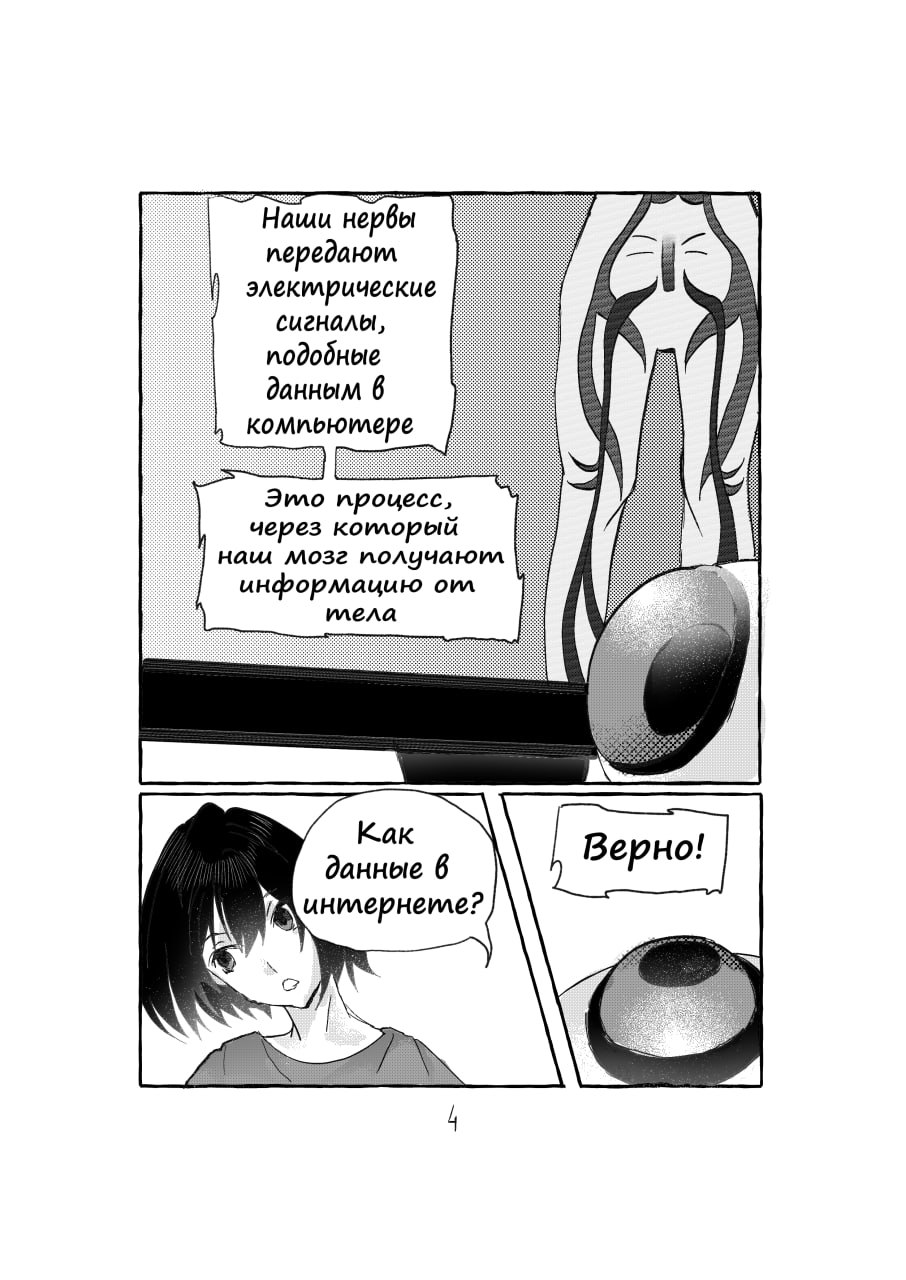 Наши нервы
передают
электрические
сигналы,
подобные
данным в
компьютере
Это процесс,
через который
наш мозг получают
информацию от
тела
Как
данные в
интернете?
Верно!
4